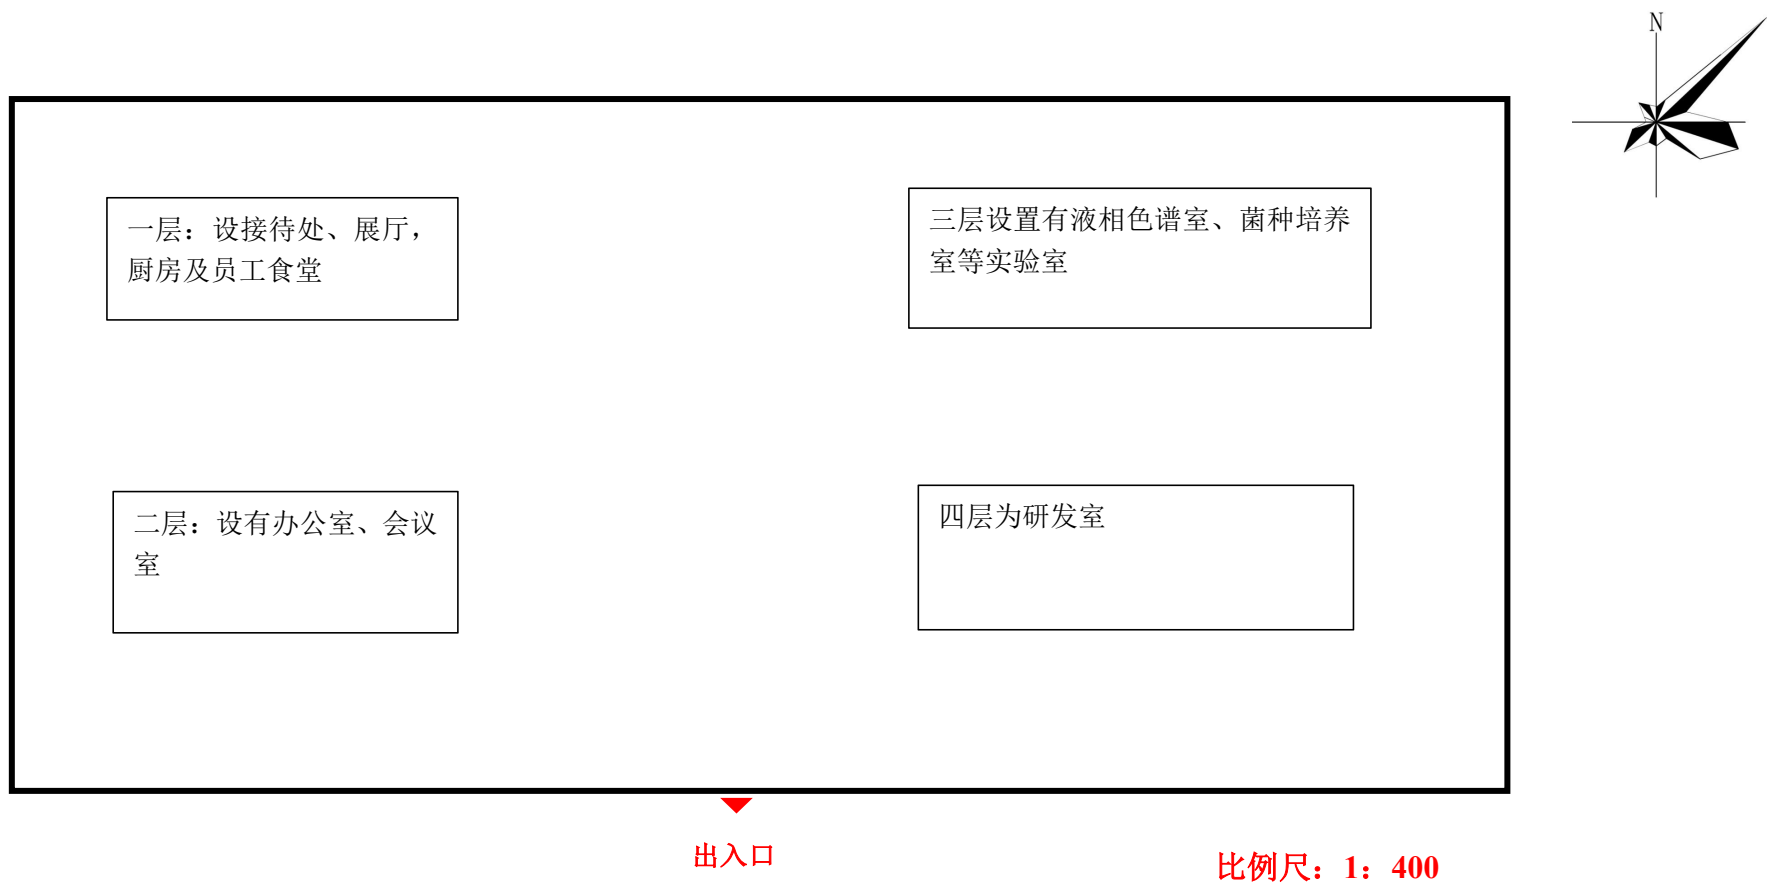 N
一层：设接待处、展厅，
厨房及员工食堂
三层设置有液相色谱室、菌种培养
室等实验室
二层：设有办公室、会议
室
四层为研发室
出入口
比例尺：1：400